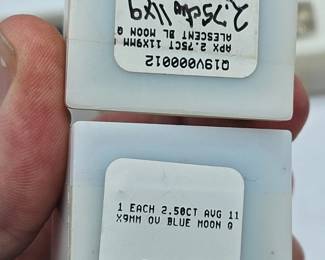 Q19V000012
APX 2.75CT 11X9MM
ALESCENT BL MOON Q
2.75ctw 11x9
1 EACH 2.50CT AVG 11
X9MM OV BLUE MOON Q